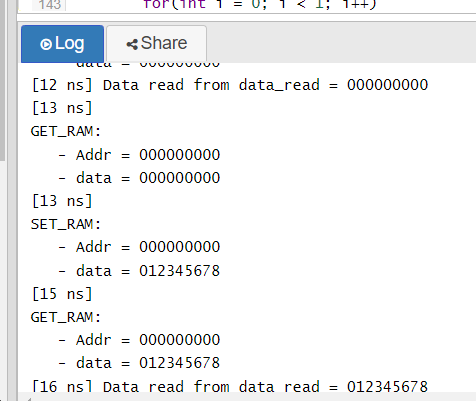 143 for(int i = 0; i < 1; i++)
Log Share
data = 000000000
[12 ns] Data read from data_read = 000000000
[13 ns]
GET_RAM:
- Addr = 000000000
- data = 000000000
[13 ns]
SET_RAM:
- Addr = 000000000
- data = 012345678
[15 ns]
GET_RAM:
- Addr = 000000000
- data = 012345678
[16 ns] Data read from data_read = 012345678